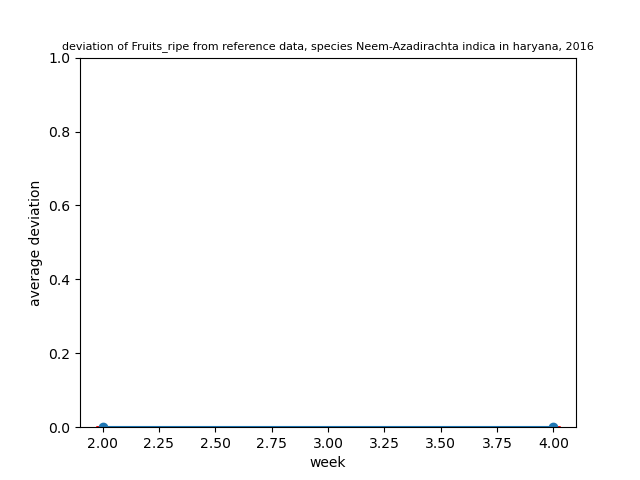 deviation of Fruits_ripe from reference data, species Neem-Azadirachta indica in haryana, 2016
1.0
0.8
0.6
0.4
0.2
0.0
average deviation
2.00 2.25 2.50 2.75 3.00 3.25 3.50 3.75 4.00
week